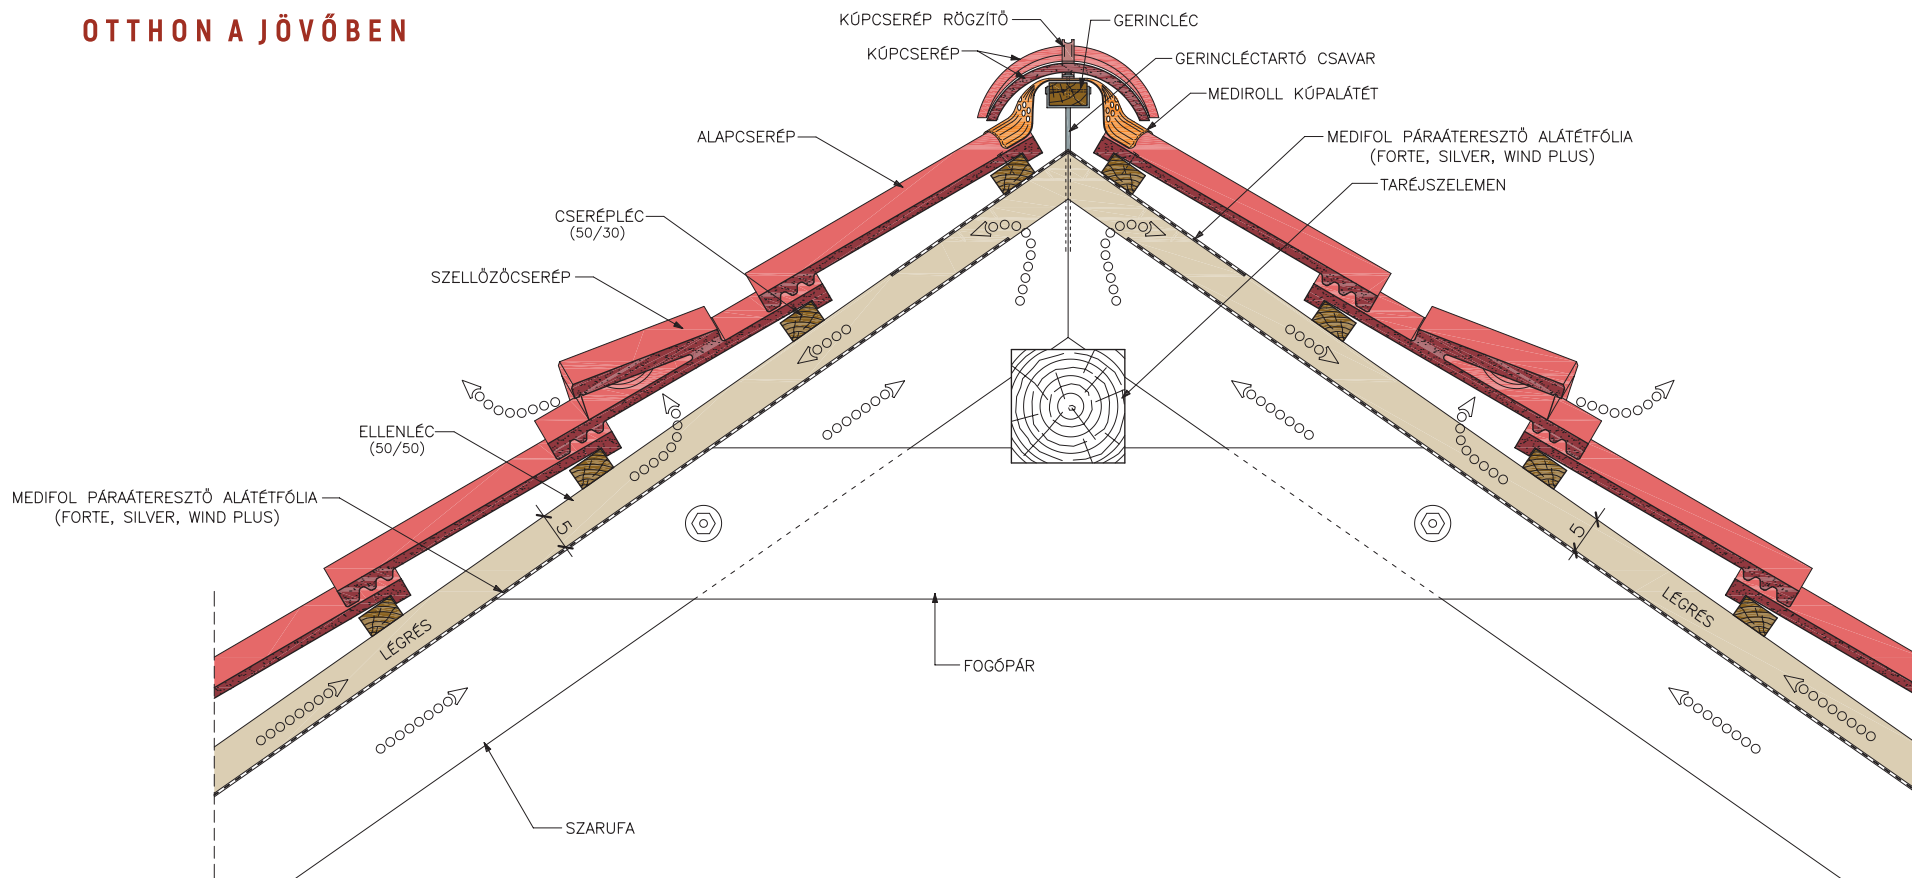 OTTHON A JÖVŐBEN
KÚPCSERÉP RÖGZÍTŐ
GERINCLÉC
KÚPCSERÉP
GERINCLÉCTARTÓ CSAVAR
MEDIROLL KÚPALÁTÉT
ALAPCSERÉP
MEDIFOL PÁRAÁTERESZTŐ ALÁTÉTFÓLIA
(FORTE, SILVER, WIND PLUS)
TARÉJSZELEMEN
CSERÉPLÉC
(50/30)
SZELLŐZŐCSERÉP
ELLENLÉC
(50/50)
MEDIFOL PÁRAÁTERESZTŐ ALÁTÉTFÓLIA
(FORTE, SILVER, WIND PLUS)
5
5
LÉGRÉS
LÉGRÉS
FOGÓPÁR
SZARUFA